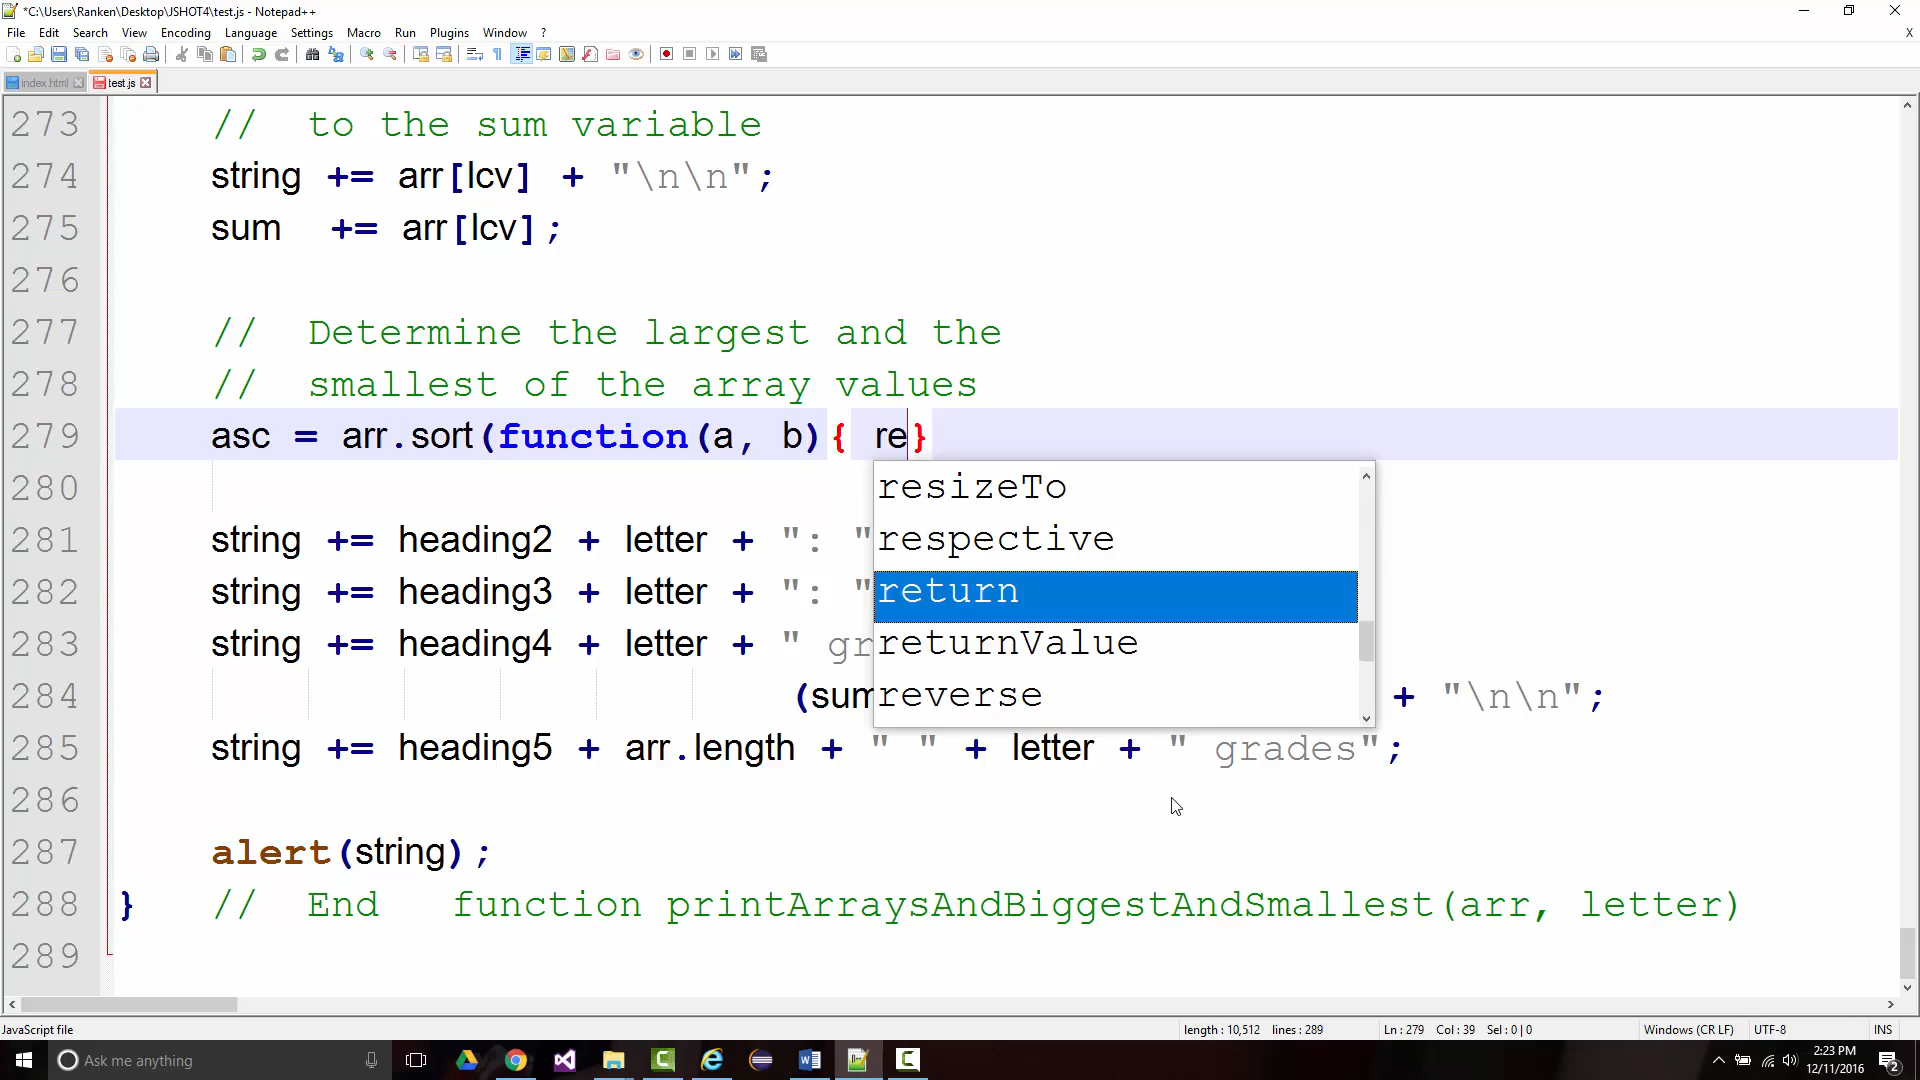 *C:\Users\Ranken\Desktop\JSHOT4\test.js - Notepad++
File Edit Search View Encoding Language Settings Macro Run Plugins Window ? X
index.html test.js
273 // to the sum variable
274 string += arr[lcv] + "\n\n";
275 sum += arr[lcv];
276
277 // Determine the largest and the
278 // smallest of the array values
279 asc = arr.sort(function(a, b){ re}
resizeTo
respective
return
returnValue
reverse
280
281 string += heading2 + letter + ": "
282 string += heading3 + letter + ": "
283 string += heading4 + letter + " gr
284 (sum + "\n\n";
285 string += heading5 + arr.length + " " + letter + " grades";
286
287 alert(string);
288 } // End function printArraysAndBiggestAndSmallest(arr, letter)
289
JavaScript file length : 10,512 lines : 289 Ln : 279 Col : 39 Sel : 0 | 0 Windows (CR LF) UTF-8 INS
Ask me anything
2:23 PM
12/11/2016
2